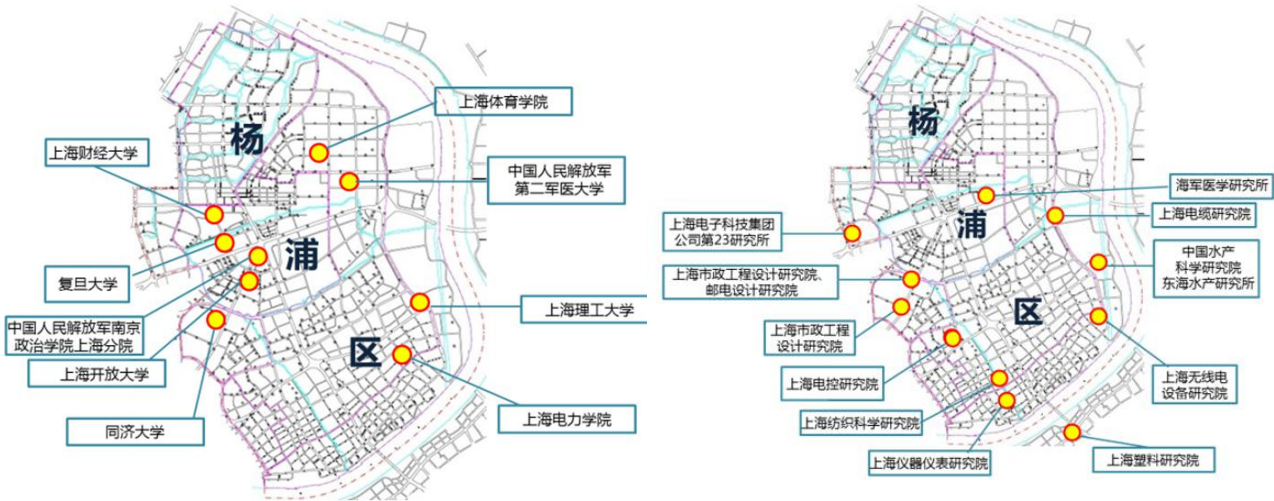 杨
浦
区
上海体育学院
上海财经大学
中国人民解放军
第二军医大学
复旦大学
中国人民解放军南京
政治学院上海分院
上海理工大学
上海开放大学
同济大学
上海电力学院
杨
浦
区
海军医学研究所
上海电缆研究院
上海电子科技集团
公司第23研究所
中国水产
科学研究院
东海水产研究所
上海市政工程设计研究院、
邮电设计研究院
上海市政工程
设计研究院
上海无线电
设备研究院
上海电控研究院
上海纺织科学研究院
上海仪器仪表研究院
上海塑料研究院